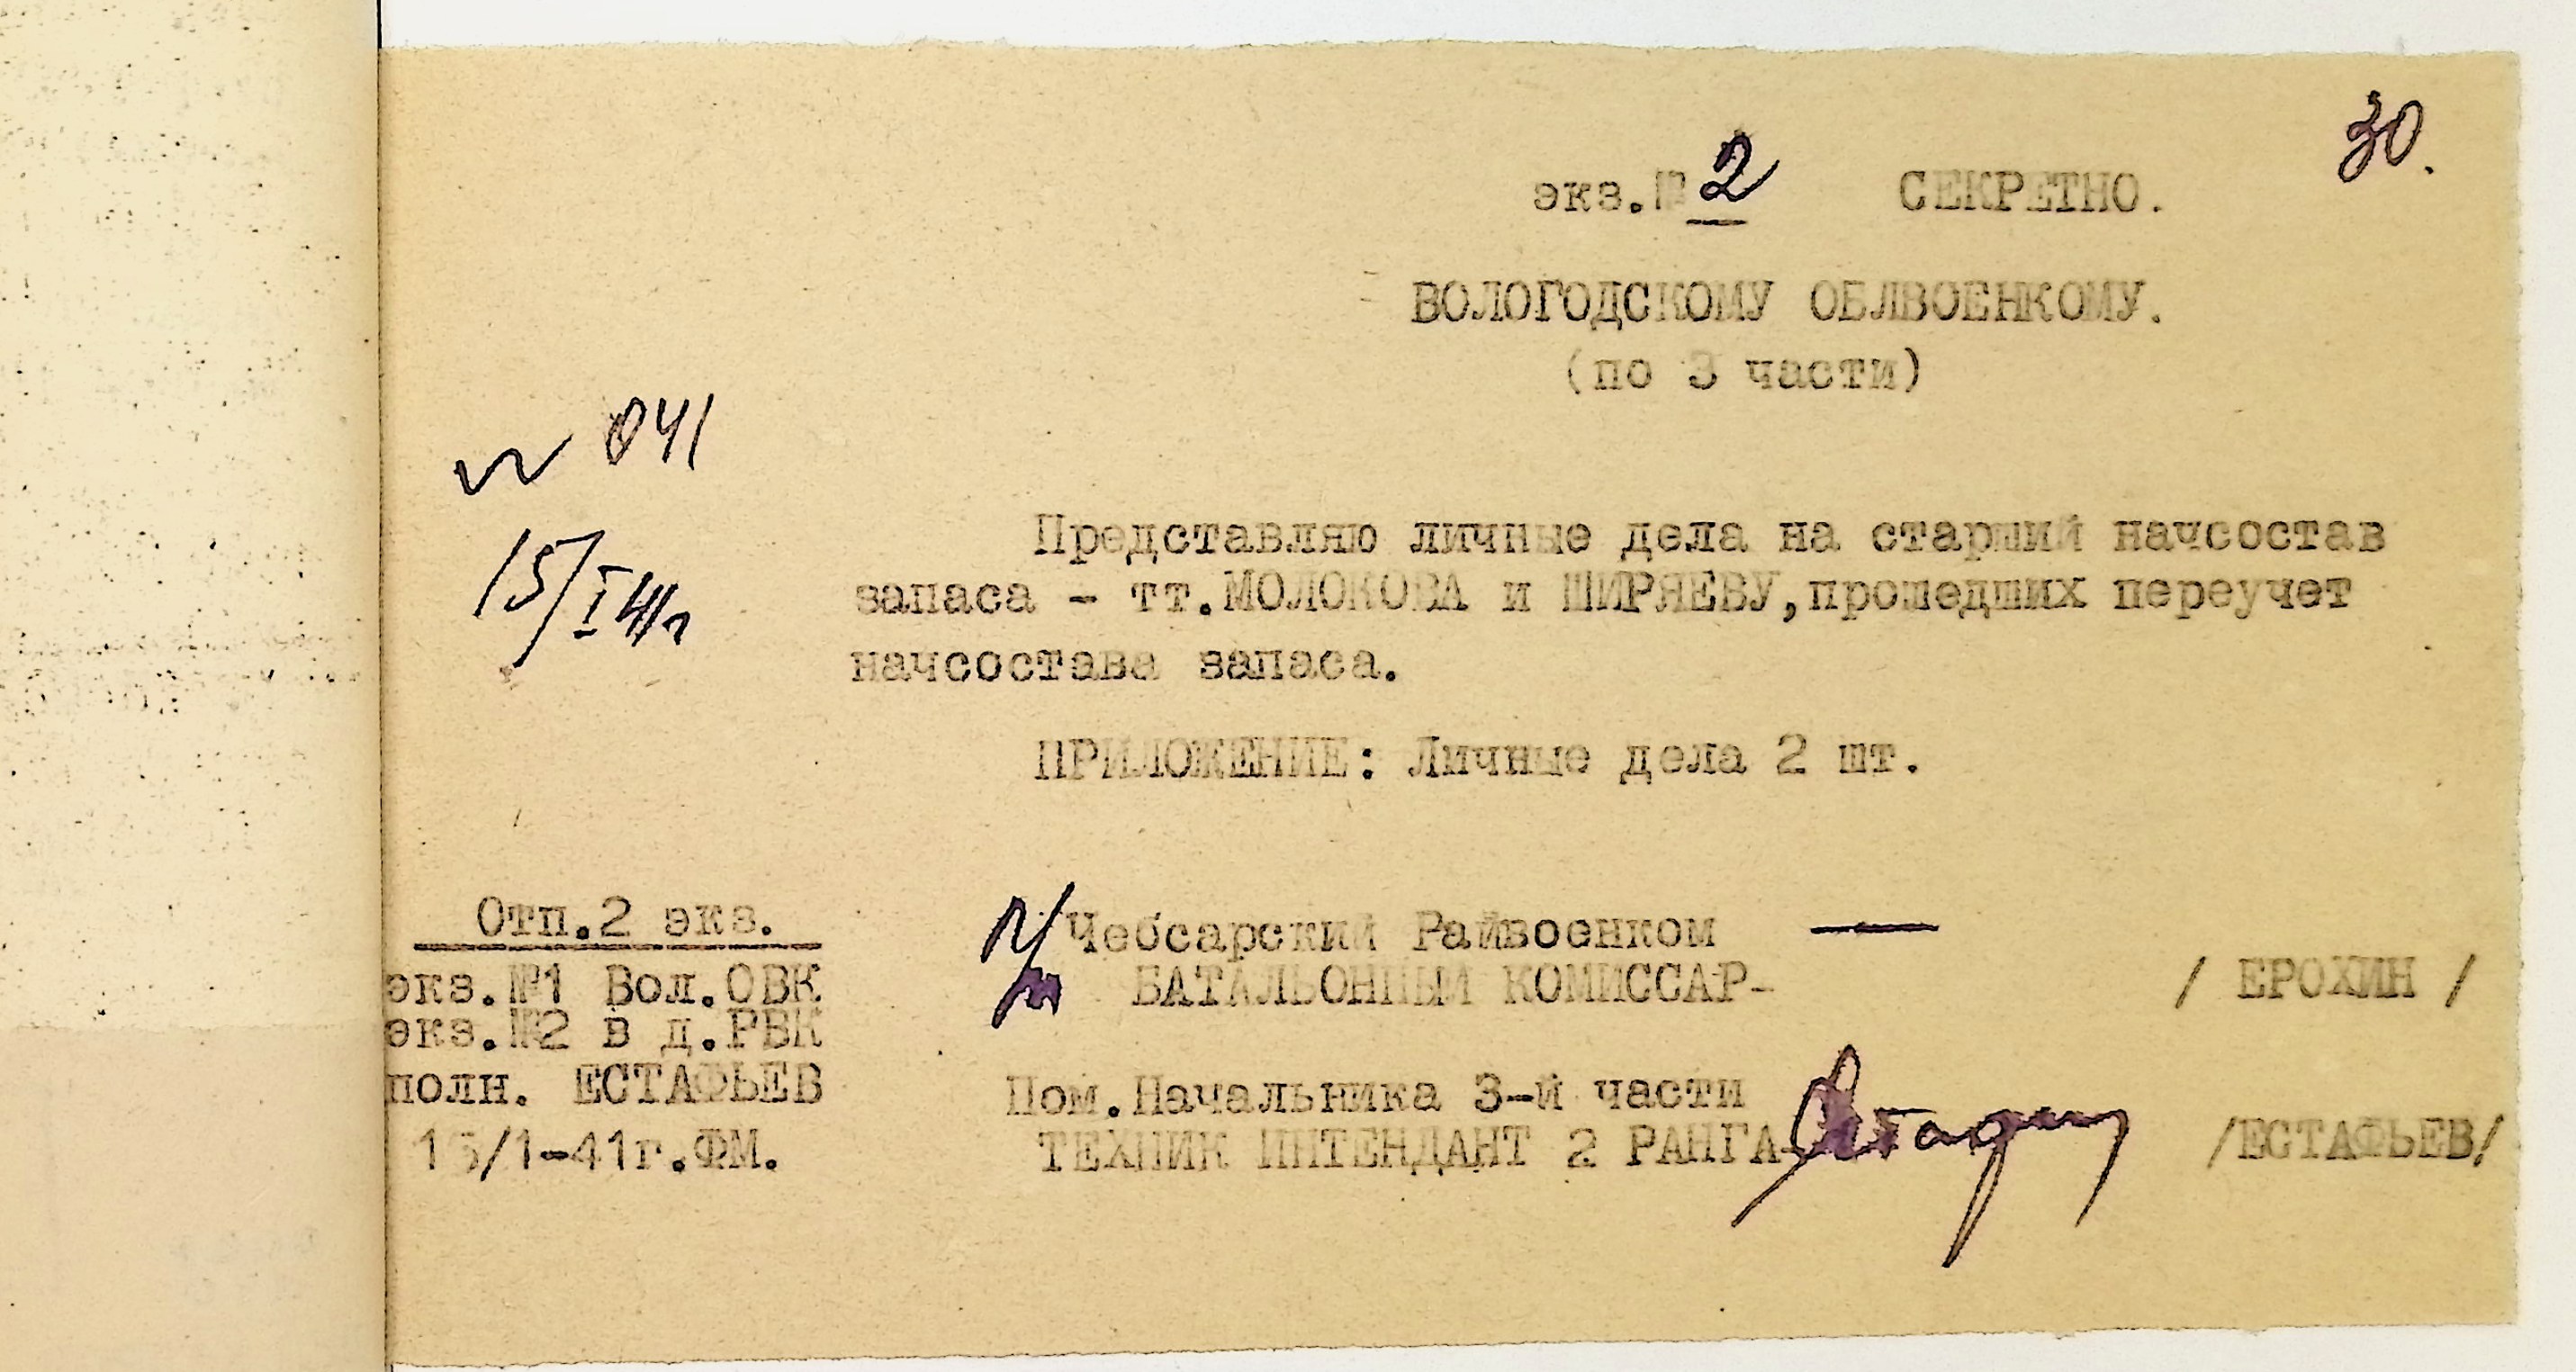 30.
экз.№ 2 СЕКРЕТНО.
ВОЛОГОДСКОМУ ОБЛВОЕНКОМУ.
(по 3 части)
№ 041
15/I 41г
Представляю личные дела на старший начсостав
запаса - тт.МОЛОКОВА и ШИРЯЕВУ,прошедших переучет
начсостава запаса.
ПРИЛОЖЕНИЕ: Личные дела 2 шт.
п/п Чебсарский Райвоенком —
БАТАЛЬОННЫЙ КОМИССАР- / ЕРОХИН /
Пом.Начальника 3-й части
ТЕХНИК ИНТЕНДАНТ 2 РАНГА- /ЕСТАФЬЕВ/
Отп.2 экз.
экз.№1 Вол.ОВК
экз.№2 в д.РВК
полн. ЕСТАФЬЕВ
15/1-41г.ФМ.